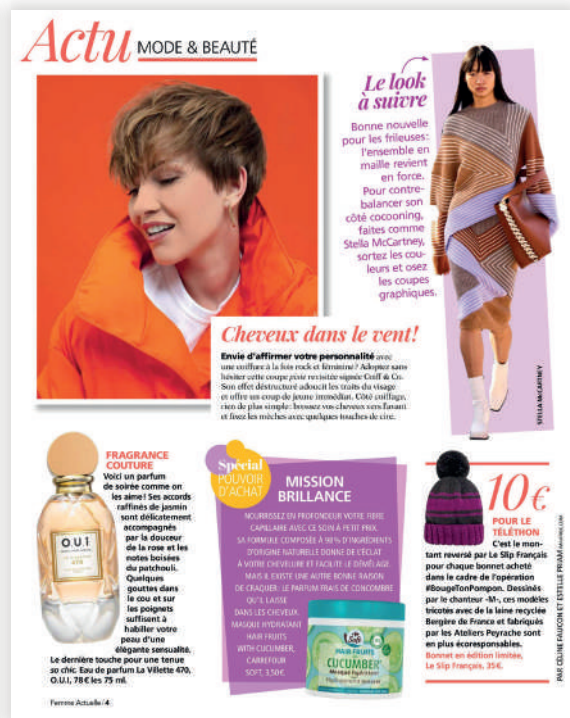 Actu MODE & BEAUTÉ
Le look
à suivre
Bonne nouvelle
pour les frileuses:
l'ensemble en
maille revient
en force.
Pour contre-
balancer son
côté cocooning,
faites comme
Stella McCartney,
sortez les cou-
leurs et osez
les coupes
graphiques.
STELLA McCARTNEY
Cheveux dans le vent!
Envie d'affirmer votre personnalité avec
une coiffure à la fois rock et féminine? Adoptez sans
hésiter cette coupe pixie revisitée signée Coiff & Co.
Son effet déstructuré adoucit les traits du visage
et offre un coup de jeune immédiat. Côté coiffage,
rien de plus simple: brossez vos cheveux vers l'avant
et fixez les mèches avec quelques touches de cire.
FRAGRANCE
COUTURE
Voici un parfum
de soirée comme on
les aime! Ses accords
raffinés de jasmin
sont délicatement
accompagnés
par la douceur
de la rose et les
notes boisées
du patchouli.
Quelques
gouttes dans
le cou et sur
les poignets
suffisent à
habiller votre
peau d'une
élégante sensualité.
Le dernière touche pour une tenue
so chic. Eau de parfum La Villette 470,
O.U.I, 78 € les 75 ml.
O.U.I
470
Spécial
POUVOIR
D'ACHAT
MISSION
BRILLANCE
NOURRISSEZ EN PROFONDEUR VOTRE FIBRE
CAPILLAIRE AVEC CE SOIN À PETIT PRIX.
SA FORMULE COMPOSÉE À 98 % D'INGRÉDIENTS
D'ORIGINE NATURELLE DONNE DE L'ÉCLAT
À VOTRE CHEVELURE ET FACILITE LE DÉMÊLAGE.
MAIS IL EXISTE UNE AUTRE BONNE RAISON
DE CRAQUER: LE PARFUM FRAIS DE CONCOMBRE
QU'IL LAISSE
DANS LES CHEVEUX.
MASQUE HYDRATANT
HAIR FRUITS
WITH CUCUMBER,
CARREFOUR
SOFT, 3,50 €.
Soft
HAIR FRUITS
CUCUMBER
Masque hydratant
10 €
POUR LE
TÉLÉTHON
C'est le mon-
tant reversé par Le Slip Français
pour chaque bonnet acheté
dans le cadre de l'opération
#BougeTonPompon. Dessinés
par le chanteur -M-, ces modèles
tricotés avec de la laine recyclée
Bergère de France et fabriqués
par les Ateliers Peyrache sont
en plus écoresponsables.
Bonnet en édition limitée,
Le Slip Français, 35 €.
PAR CÉLINE FAUCON ET ESTELLE PRIAM
Femme Actuelle / 4